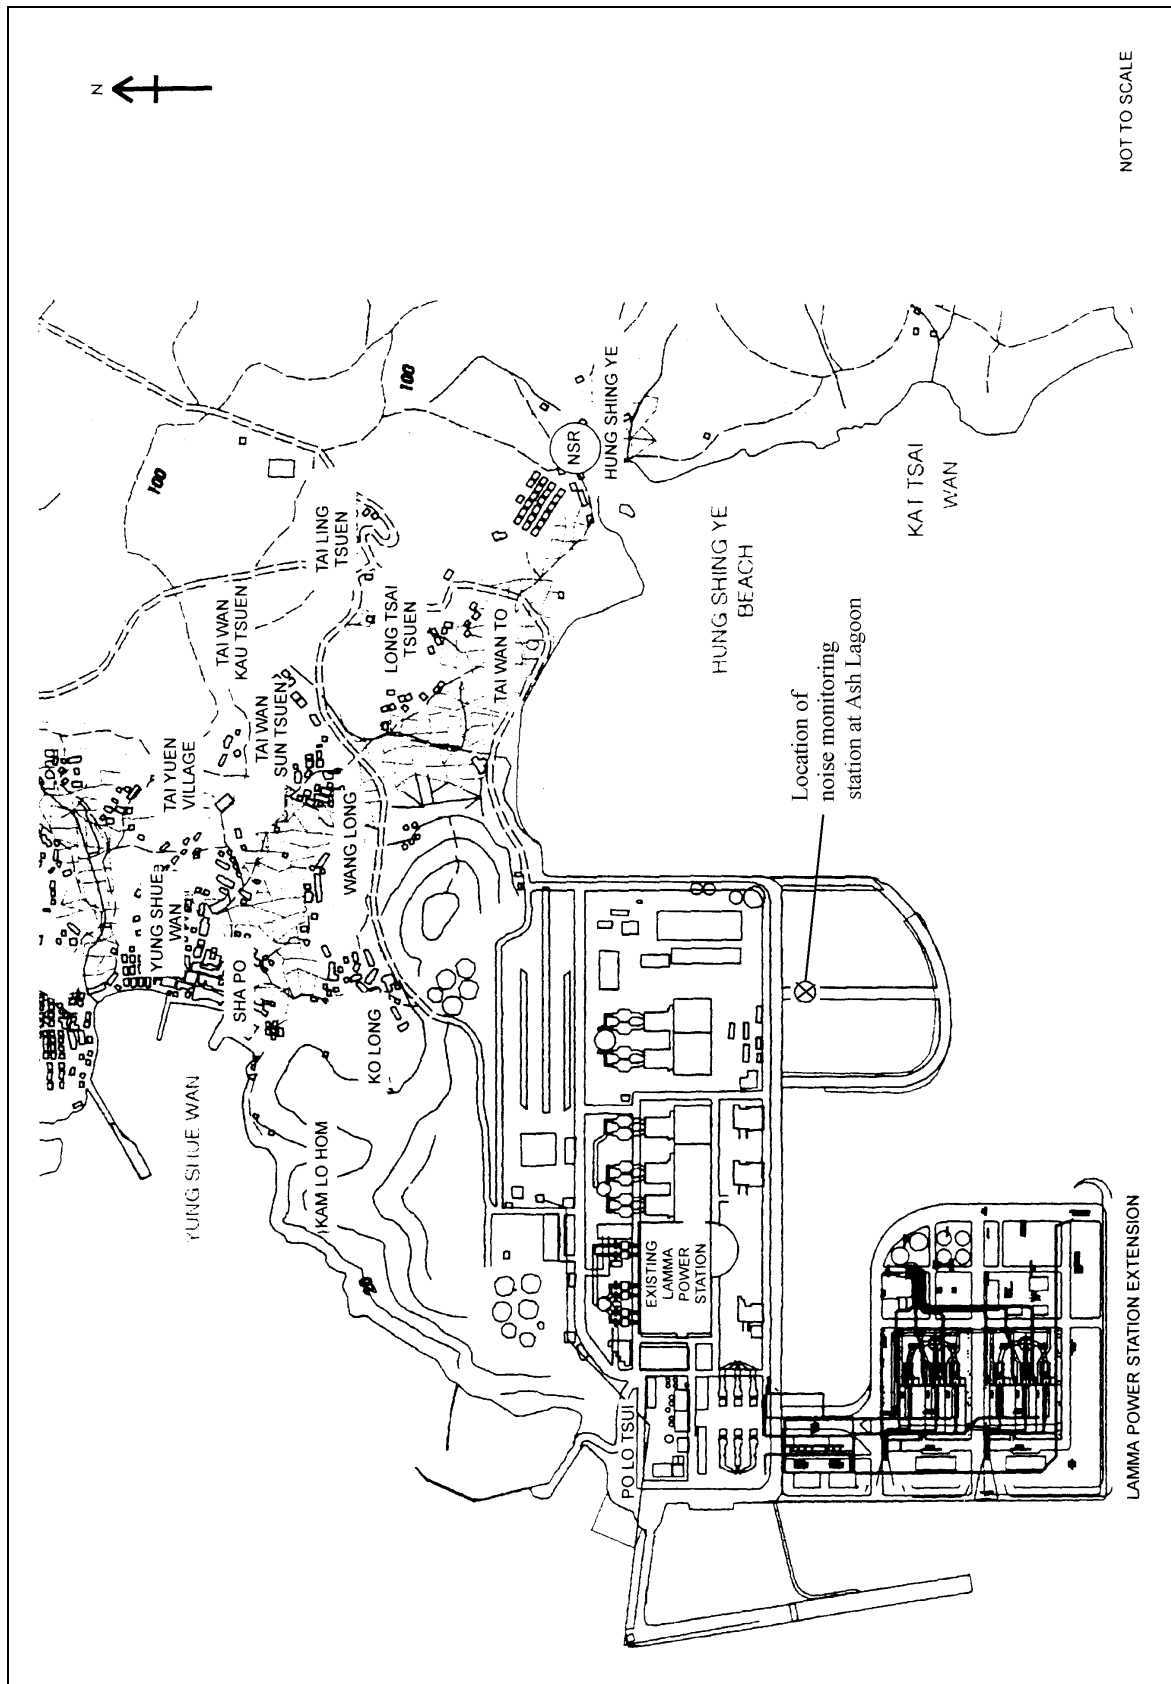 N
NOT TO SCALE
100
100
TAI LING
TSUEN
TAI WAN
KAU TSUEN
TAI YUEN
VILLAGE
TAI WAN
SUN TSUEN
LONG TSAI
TSUEN
TAI WAN TO
YUNG SHUE
WAN
WANG LONG
SHA PO
KO LONG
YUNG SHUE WAN
KAM LO HOM
NSR
HUNG SHING YE
HUNG SHING YE
BEACH
KAI TSAI
WAN
Location of
noise monitoring
station at Ash Lagoon
EXISTING
LAMMA
POWER
STATION
PO LO TSUI
LAMMA POWER STATION EXTENSION